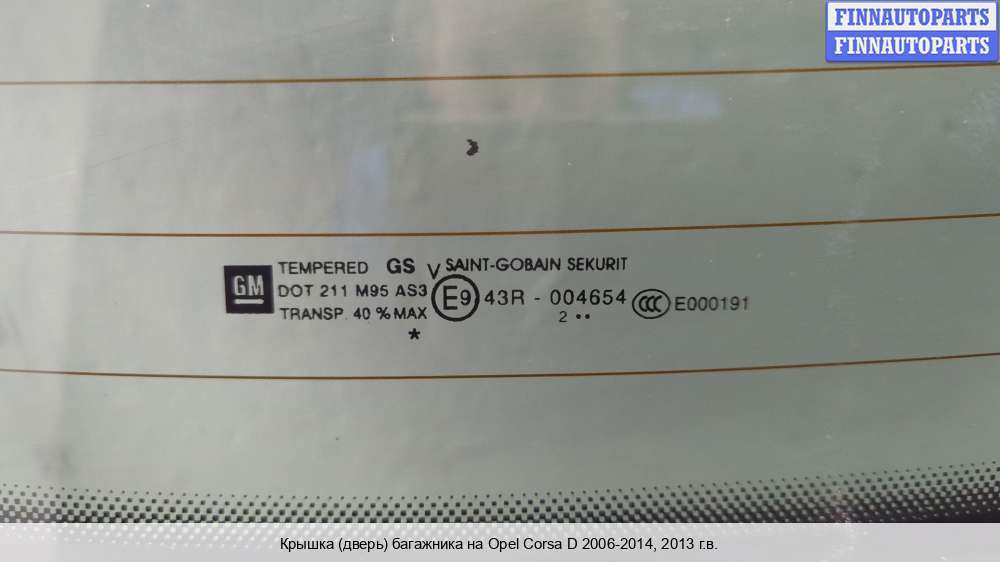 FINNAUTOPARTS
FINNAUTOPARTS
TEMPERED GS V SAINT-GOBAIN SEKURIT
GM DOT 211 M95 AS3 E9 43R - 004654 CCC E000191
TRANSP. 40 % MAX 2 ••
*
Крышка (дверь) багажника на Opel Corsa D 2006-2014, 2013 г.в.